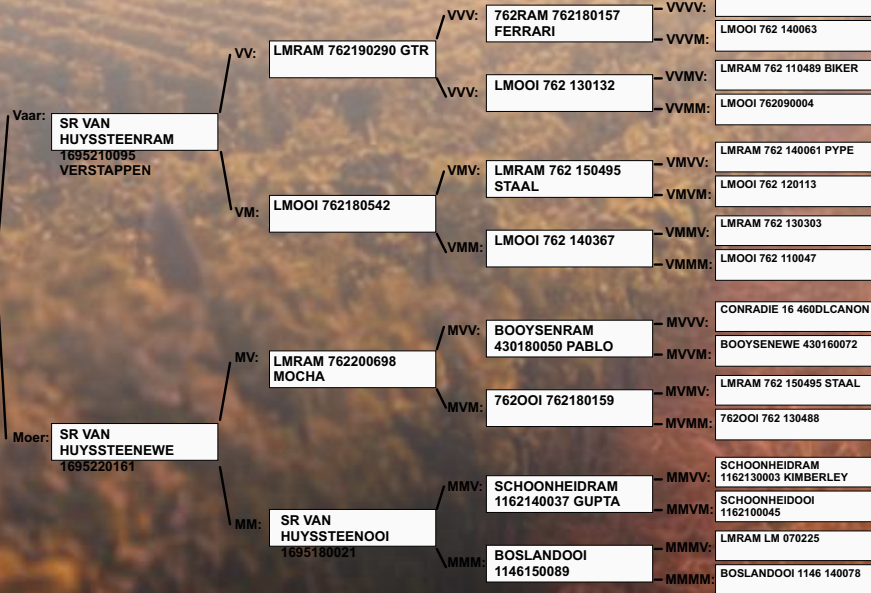 VVVV:
VVV:
762RAM 762180157
FERRARI
LMOOI 762 140063
VVVM:
VV:
LMRAM 762190290 GTR
LMRAM 762 110489 BIKER
VVMV:
VVV:
LMOOI 762 130132
LMOOI 762090004
VVMM:
Vaar:
SR VAN
HUYSSTEENRAM
1695210095
VERSTAPPEN
LMRAM 762 140061 PYPE
VMVV:
VMV:
LMRAM 762 150495
STAAL
LMOOI 762 120113
VMVM:
VM:
LMOOI 762180542
LMRAM 762 130303
VMMV:
VMM:
LMOOI 762 140367
LMOOI 762 110047
VMMM:
CONRADIE 16 460DLCANON
MVVV:
MVV:
BOOYSENRAM
430180050 PABLO
BOOYSENEWE 430160072
MVVM:
MV:
LMRAM 762200698
MOCHA
LMRAM 762 150495 STAAL
MVMV:
MVM:
762OOI 762180159
762OOI 762 130488
MVMM:
Moer:
SR VAN
HUYSSTEENEWE
1695220161
SCHOONHEIDRAM
1162130003 KIMBERLEY
MMVV:
MMV:
SCHOONHEIDRAM
1162140037 GUPTA
SCHOONHEIDOOI
1162100045
MMVM:
MM:
SR VAN
HUYSSTEENOOI
1695180021
LMRAM LM 070225
MMMV:
MMM:
BOSLANDOOI
1146150089
BOSLANDOOI 1146 140078
MMMM: